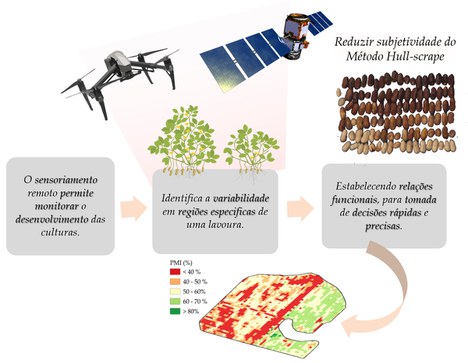 Reduzir subjetividade do
Método Hull-scrape
O sensoriamento
remoto permite
monitorar o
desenvolvimento das
culturas.
Identifica a variabilidade
em regiões especificas de
uma lavoura.
Estabelecendo relações
funcionais, para tomada
de decisões rápidas e
precisas.
PMI (%)
< 40 %
40 - 50 %
50 - 60%
60 - 70 %
> 80%